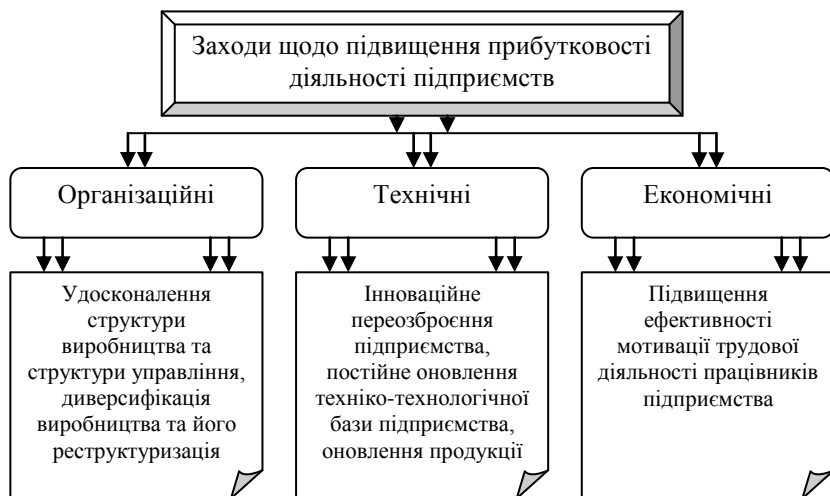 Заходи щодо підвищення прибутковості
діяльності підприємств
Організаційні
Технічні
Економічні
Удосконалення
структури
виробництва та
структури управління,
диверсифікація
виробництва та його
реструктуризація
Інноваційне
переозброєння
підприємства,
постійне оновлення
техніко-технологічної
бази підприємства,
оновлення продукції
Підвищення
ефективності
мотивації трудової
діяльності працівників
підприємства